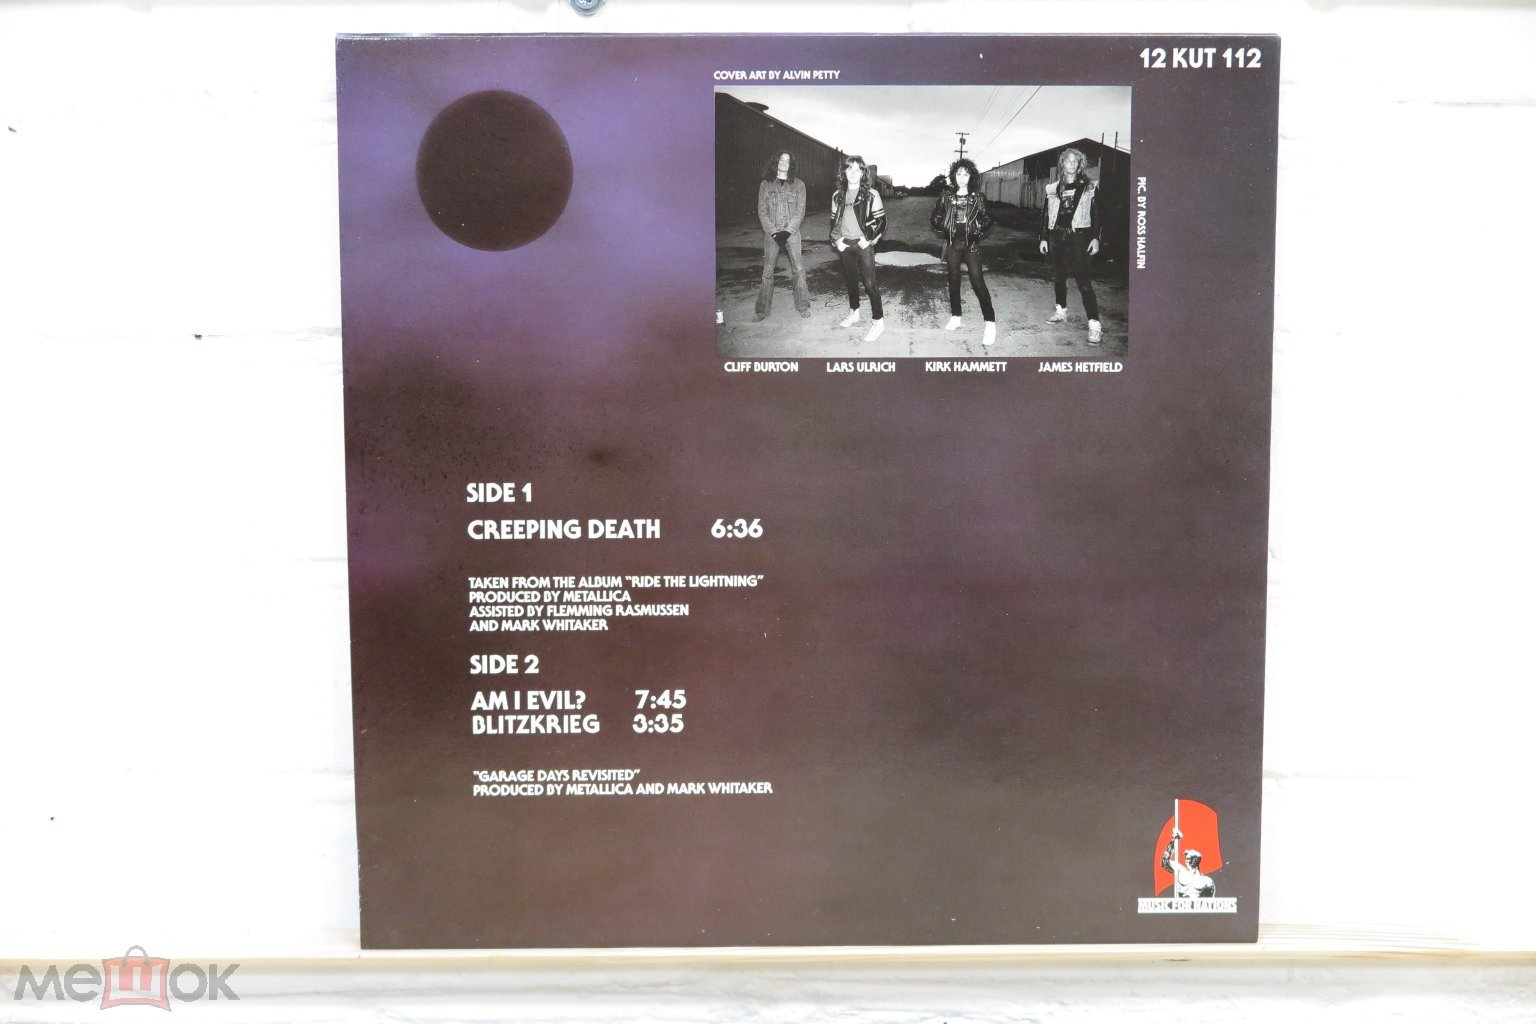 12 KUT 112
COVER ART BY ALVIN PETTY
PIC. BY ROSS HALFIN
CLIFF BURTON LARS ULRICH KIRK HAMMETT JAMES HETFIELD
SIDE 1
CREEPING DEATH 6:36
TAKEN FROM THE ALBUM "RIDE THE LIGHTNING"
PRODUCED BY METALLICA
ASSISTED BY FLEMMING RASMUSSEN
AND MARK WHITAKER
SIDE 2
AM I EVIL? 7:45
BLITZKRIEG 3:35
"GARAGE DAYS REVISITED"
PRODUCED BY METALLICA AND MARK WHITAKER
MUSIC FOR NATIONS
мешок